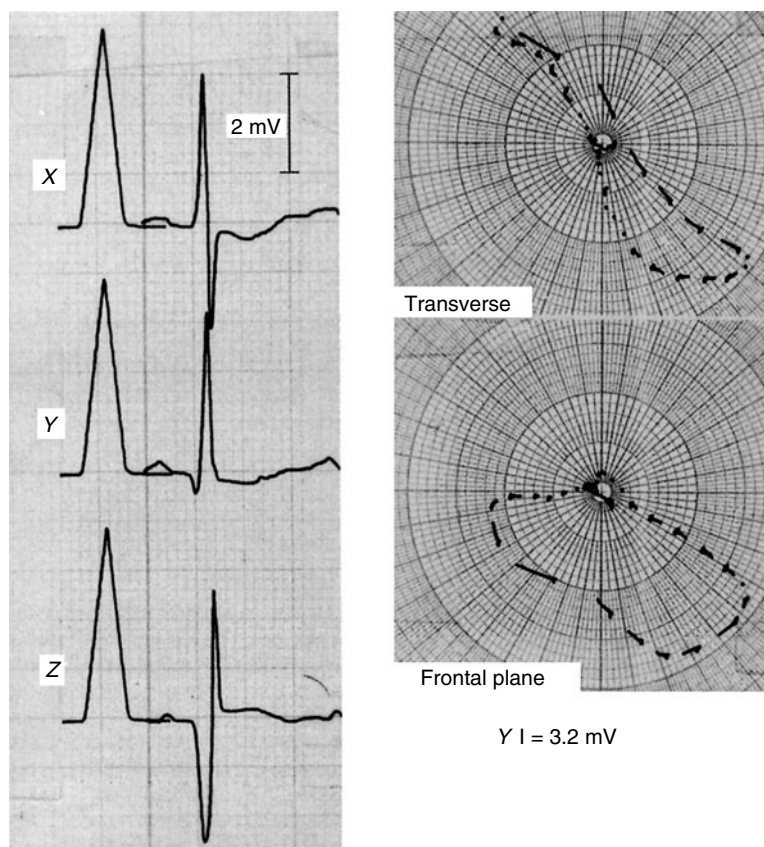 X
2 mV
Y
Z
Transverse
Frontal plane
Y I = 3.2 mV